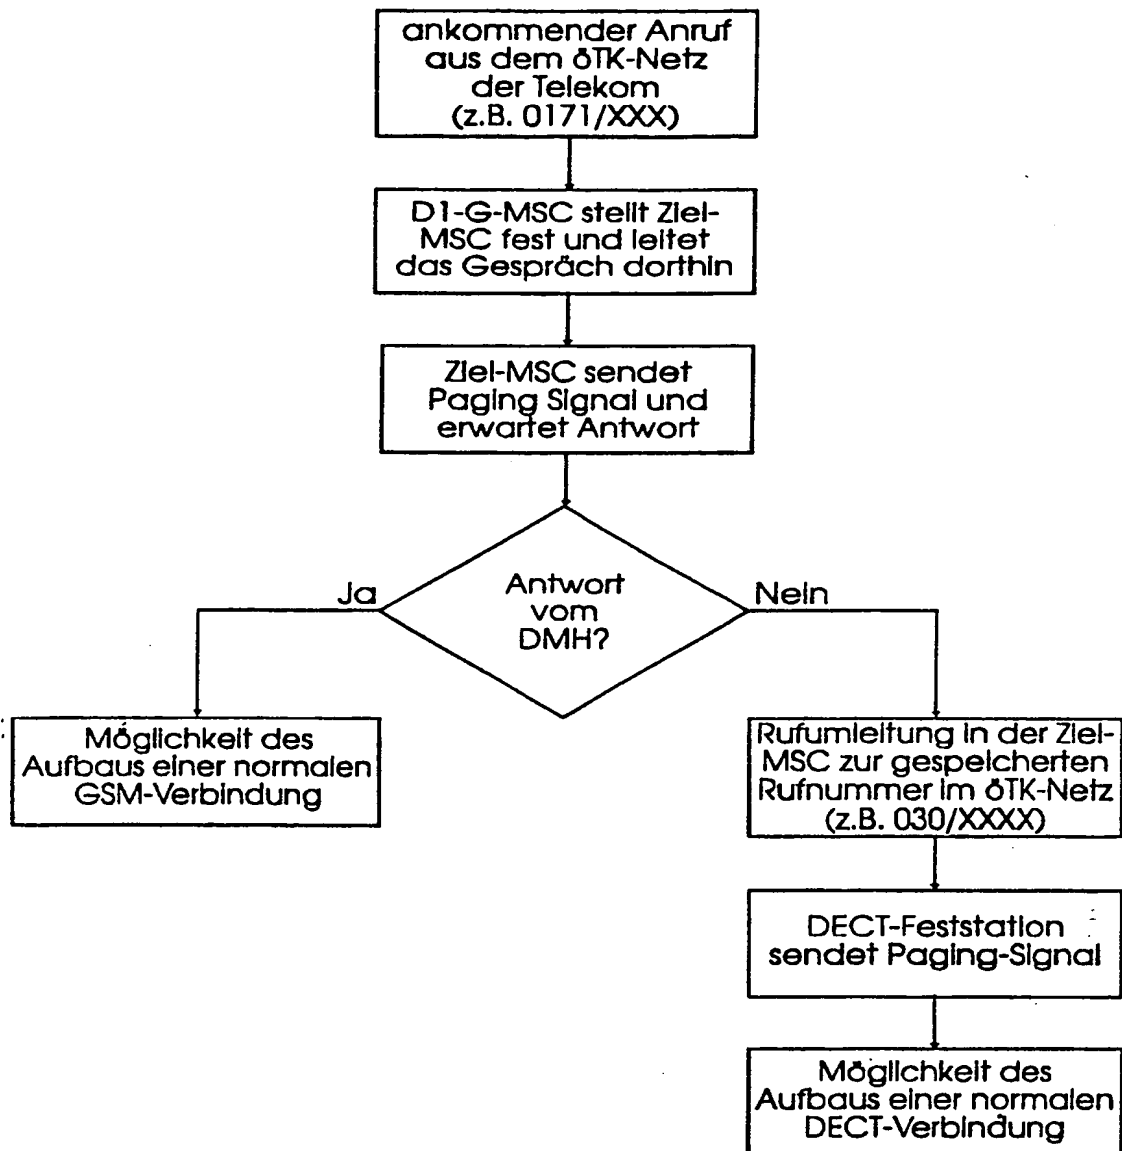 ankommender Anruf
aus dem öTK-Netz
der Telekom
(z.B. 0171/XXX)
D1-G-MSC stellt Ziel-
MSC fest und leitet
das Gespräch dorthin
Ziel-MSC sendet
Paging Signal und
erwartet Antwort
Ja
Antwort
vom
DMH?
Nein
Möglichkeit des
Aufbaus einer normalen
GSM-Verbindung
Rufumleitung in der Ziel-
MSC zur gespeicherten
Rufnummer im öTK-Netz
(z.B. 030/XXXX)
DECT-Feststation
sendet Paging-Signal
Möglichkeit des
Aufbaus einer normalen
DECT-Verbindung